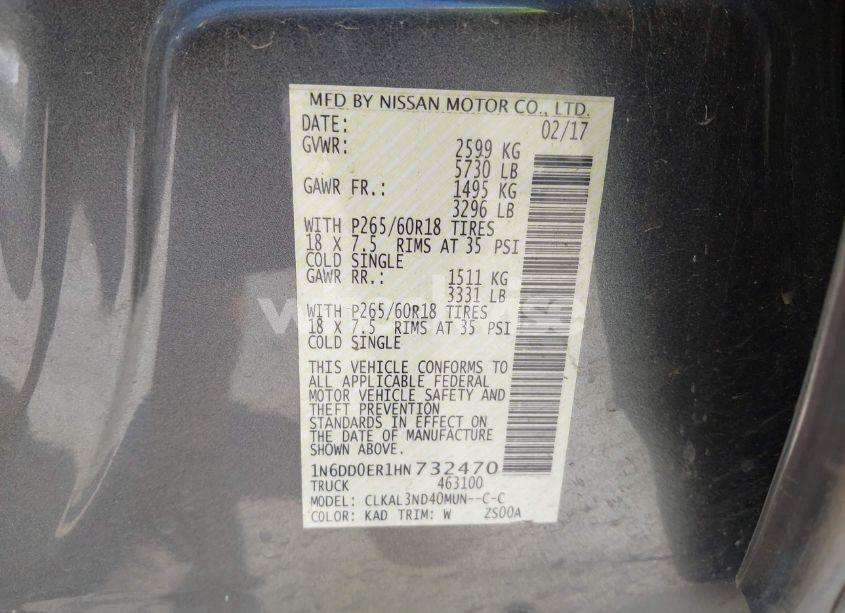 MFD BY NISSAN MOTOR CO., LTD.
DATE: 02/17
GVWR: 2599 KG
5730 LB
GAWR FR.: 1495 KG
3296 LB
WITH P265/60R18 TIRES
18 X 7.5 RIMS AT 35 PSI
COLD SINGLE
GAWR RR.: 1511 KG
3331 LB
WITH P265/60R18 TIRES
18 X 7.5 RIMS AT 35 PSI
COLD SINGLE
THIS VEHICLE CONFORMS TO
ALL APPLICABLE FEDERAL
MOTOR VEHICLE SAFETY AND
THEFT PREVENTION
STANDARDS IN EFFECT ON
THE DATE OF MANUFACTURE
SHOWN ABOVE.
1N6DD0ER1HN732470
TRUCK 463100
MODEL: CLKAL3ND40MUN--C-C
COLOR: KAD TRIM: W ZS00A